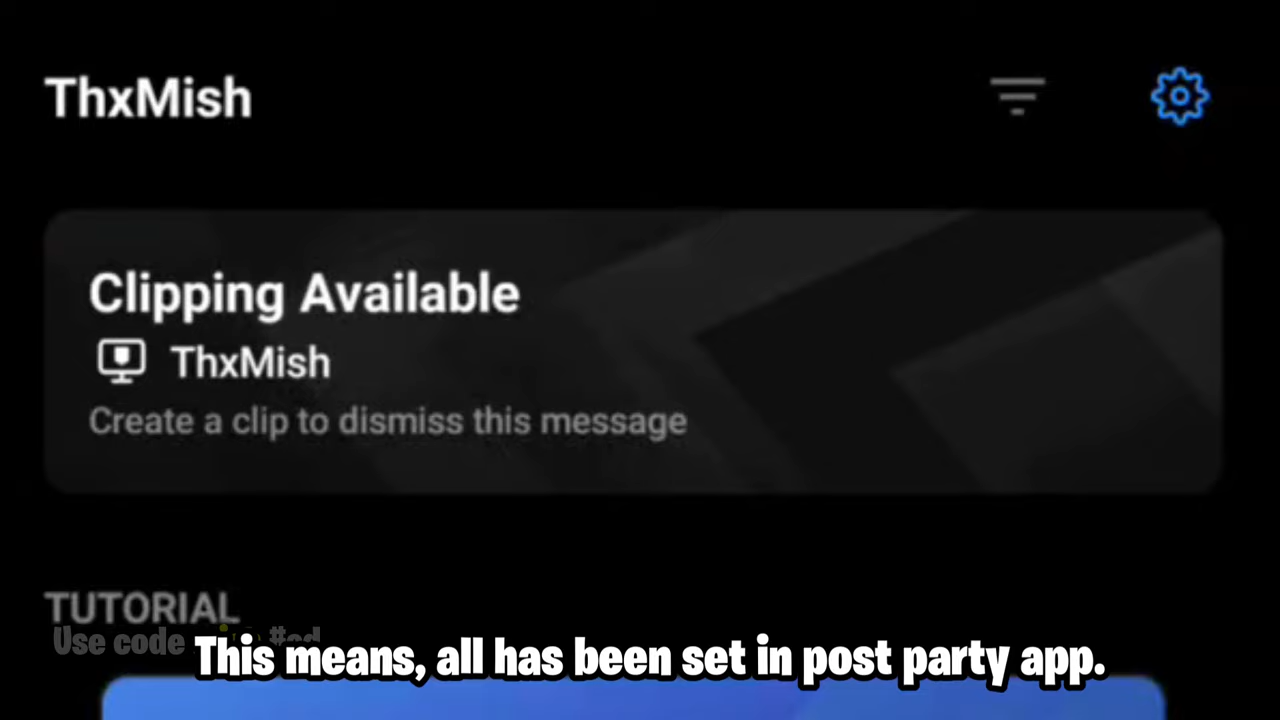 ThxMish
Clipping Available
ThxMish
Create a clip to dismiss this message
TUTORIAL
Use code
This means, all has been set in post party app.